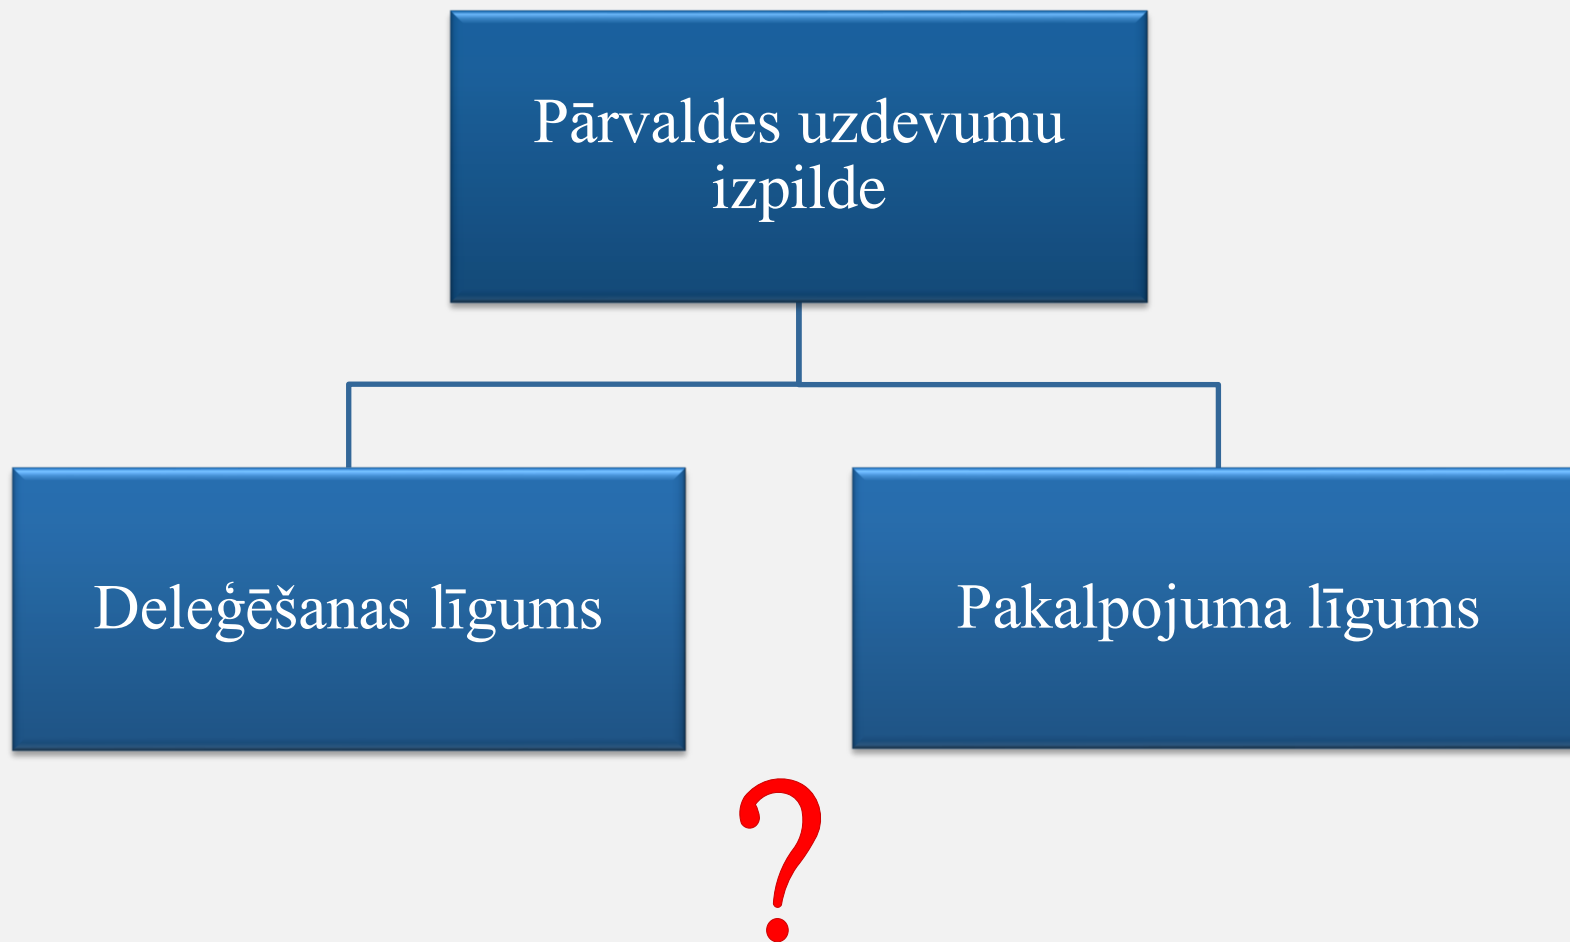 Pārvaldes uzdevumu
izpilde
Deleģēšanas līgums
Pakalpojuma līgums
?